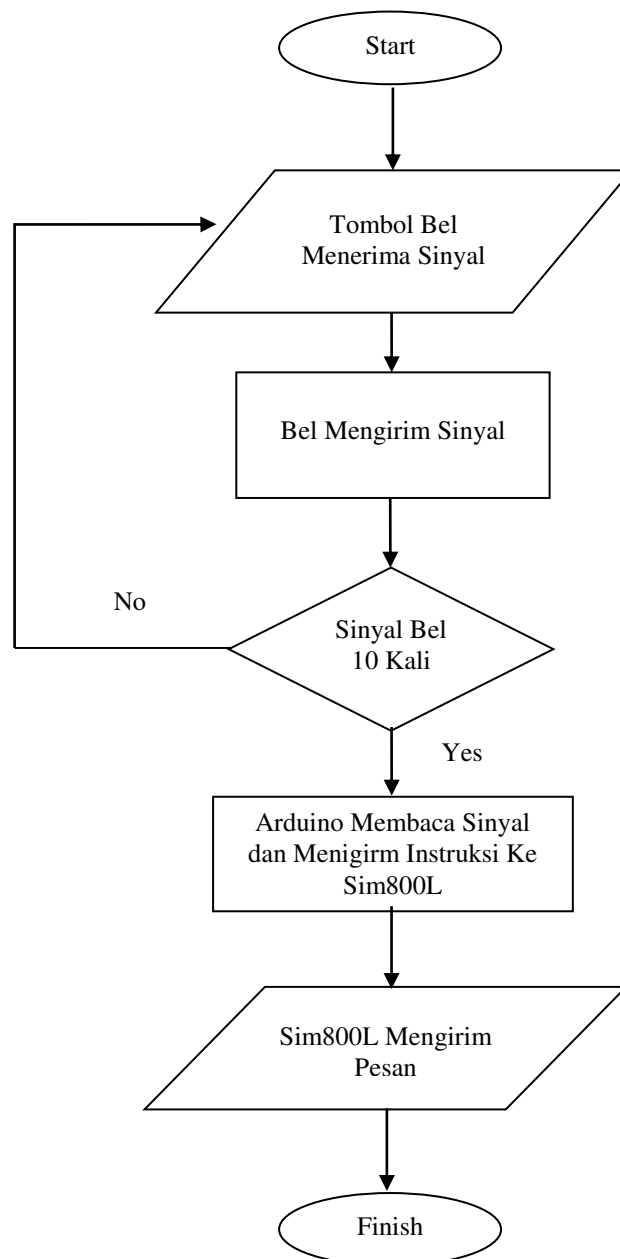 Start
Tombol Bel
Menerima Sinyal
Bel Mengirim Sinyal
No
Sinyal Bel
10 Kali
Yes
Arduino Membaca Sinyal
dan Menigirm Instruksi Ke
Sim800L
Sim800L Mengirim
Pesan
Finish